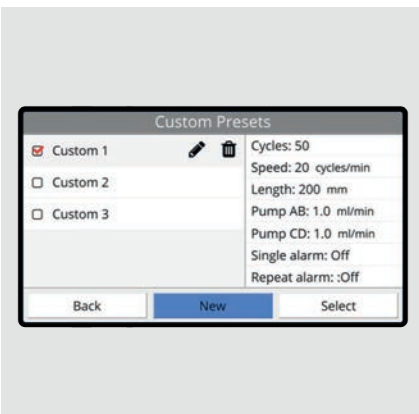 Custom Presets
Custom 1
Custom 2
Custom 3
Cycles: 50
Speed: 20 cycles/min
Length: 200 mm
Pump AB: 1.0 ml/min
Pump CD: 1.0 ml/min
Single alarm: Off
Repeat alarm: :Off
Back
New
Select